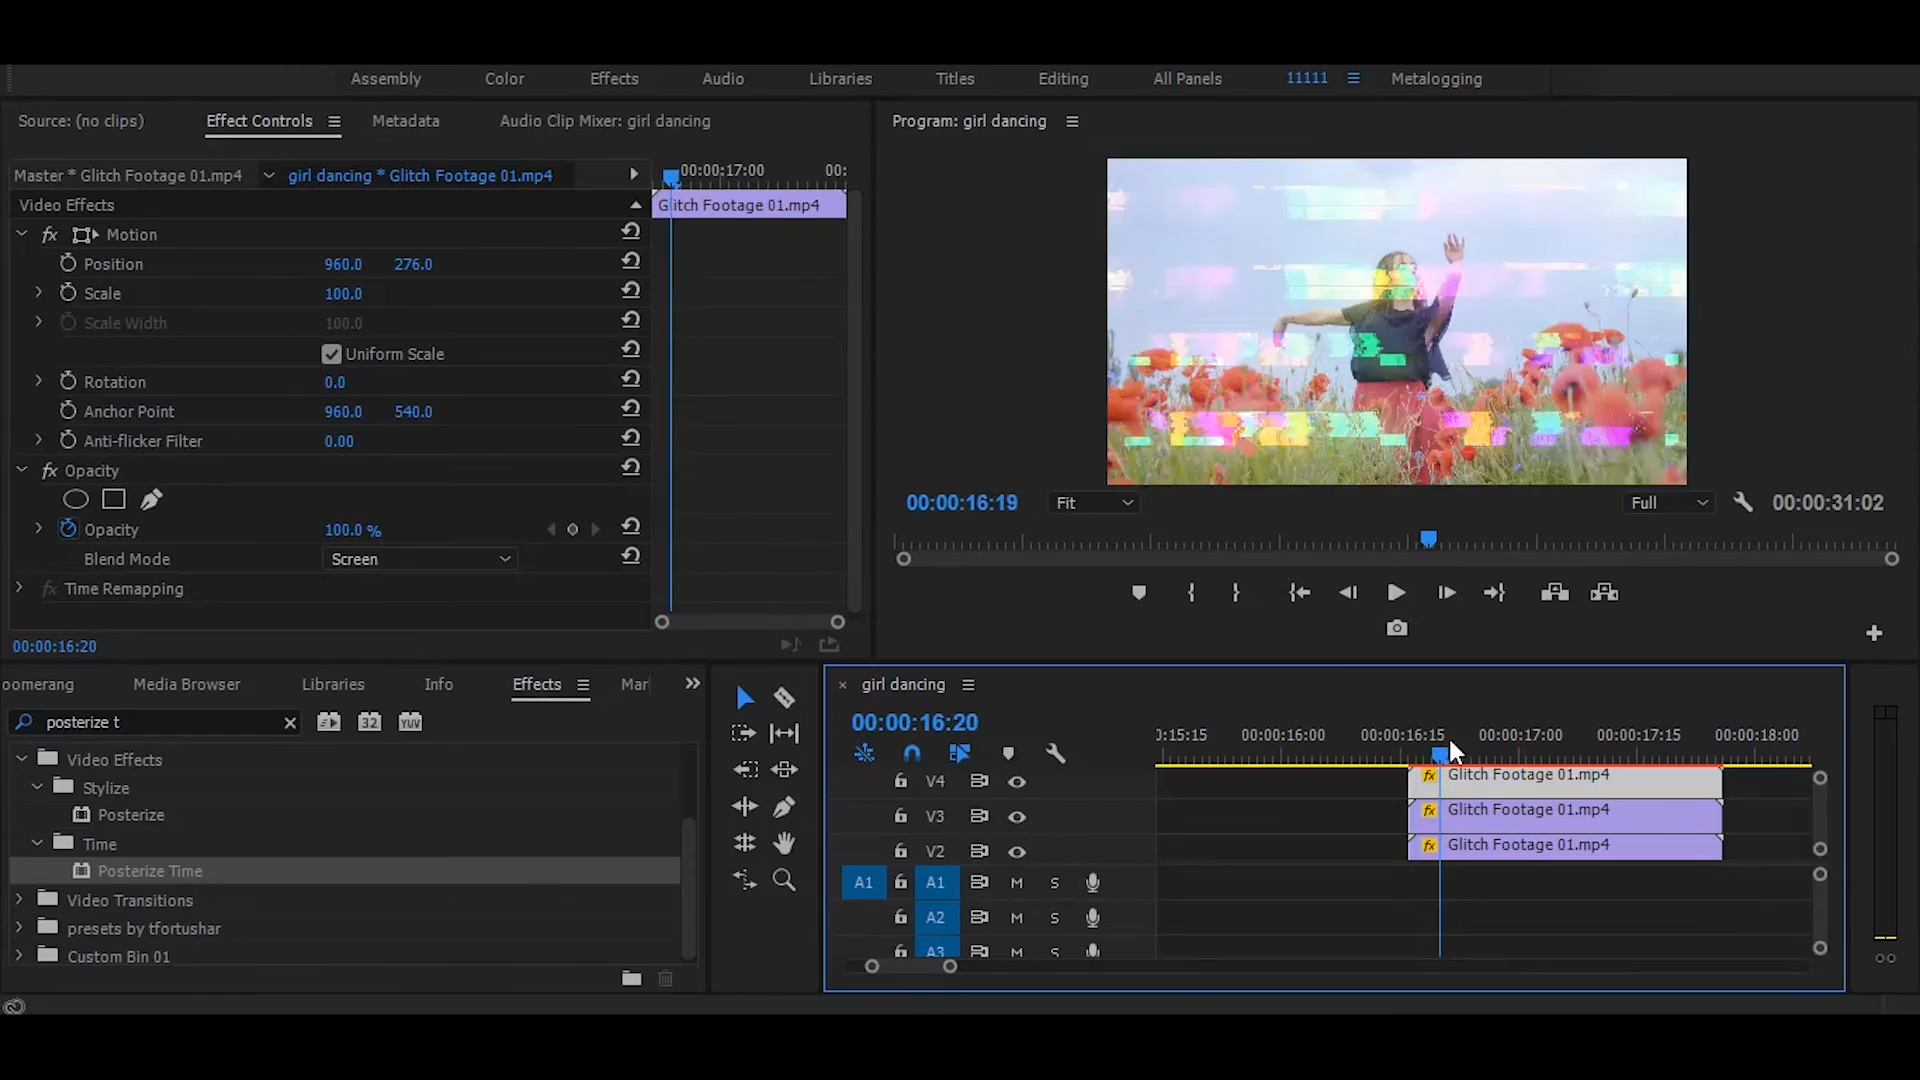 Assembly Color Effects Audio Libraries Titles Editing All Panels 11111 Metalogging
Source: (no clips) Effect Controls Metadata Audio Clip Mixer: girl dancing
Program: girl dancing
Master * Glitch Footage 01.mp4 girl dancing * Glitch Footage 01.mp4
00:00:17:00 00:
Video Effects
Glitch Footage 01.mp4
fx Motion
Position 960.0 276.0
Scale 100.0
Scale Width 100.0
Uniform Scale
Rotation 0.0
Anchor Point 960.0 540.0
Anti-flicker Filter 0.00
fx Opacity
Opacity 100.0 %
Blend Mode Screen
fx Time Remapping
00:00:16:20
00:00:16:19 Fit Full 00:00:31:02
oomerang Media Browser Libraries Info Effects Mar
posterize t 32 YUV
Video Effects
Stylize
Posterize
Time
Posterize Time
Video Transitions
presets by tfortushar
Custom Bin 01
× girl dancing
00:00:16:20
):15:15 00:00:16:00 00:00:16:15 00:00:17:00 00:00:17:15 00:00:18:00
V4 fx Glitch Footage 01.mp4
V3 fx Glitch Footage 01.mp4
V2 fx Glitch Footage 01.mp4
A1 A1 M S
A2 M S
A3 M S